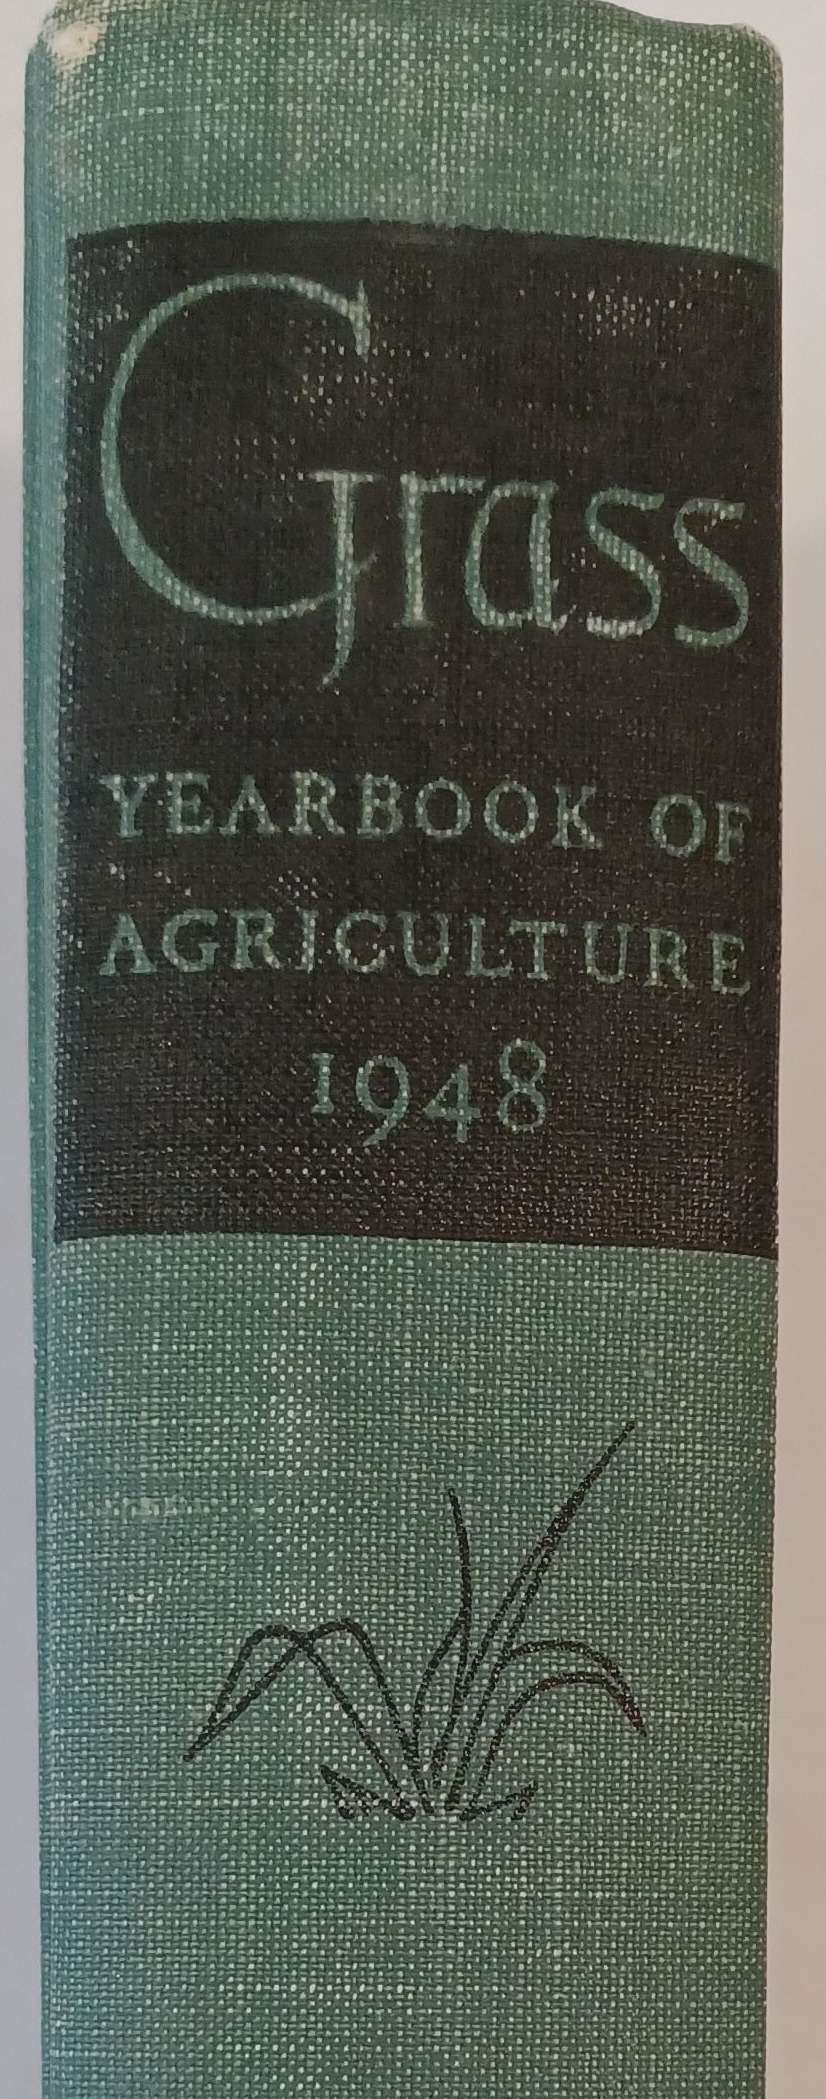 Grass
YEARBOOK OF
AGRICULTURE
1948